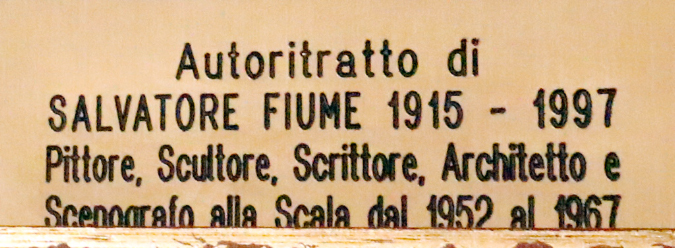 Autoritratto di
SALVATORE FIUME 1915 - 1997
Pittore, Scultore, Scrittore, Architetto e
Scenografo alla Scala dal 1952 al 1967